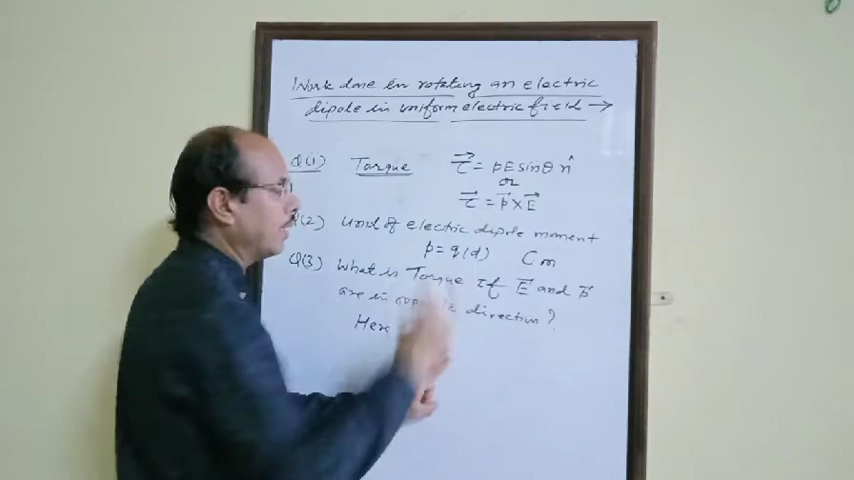 Work done in rotating an electric
dipole in uniform electric field →
Q(1) Torque τ⃗ = pE sinθ n̂
or
τ⃗ = p⃗ × E⃗
Q(2) Unit of electric dipole moment
p = q(d) Cm
Q(3) What is Torque if E⃗ and p⃗
are in direction?
Here